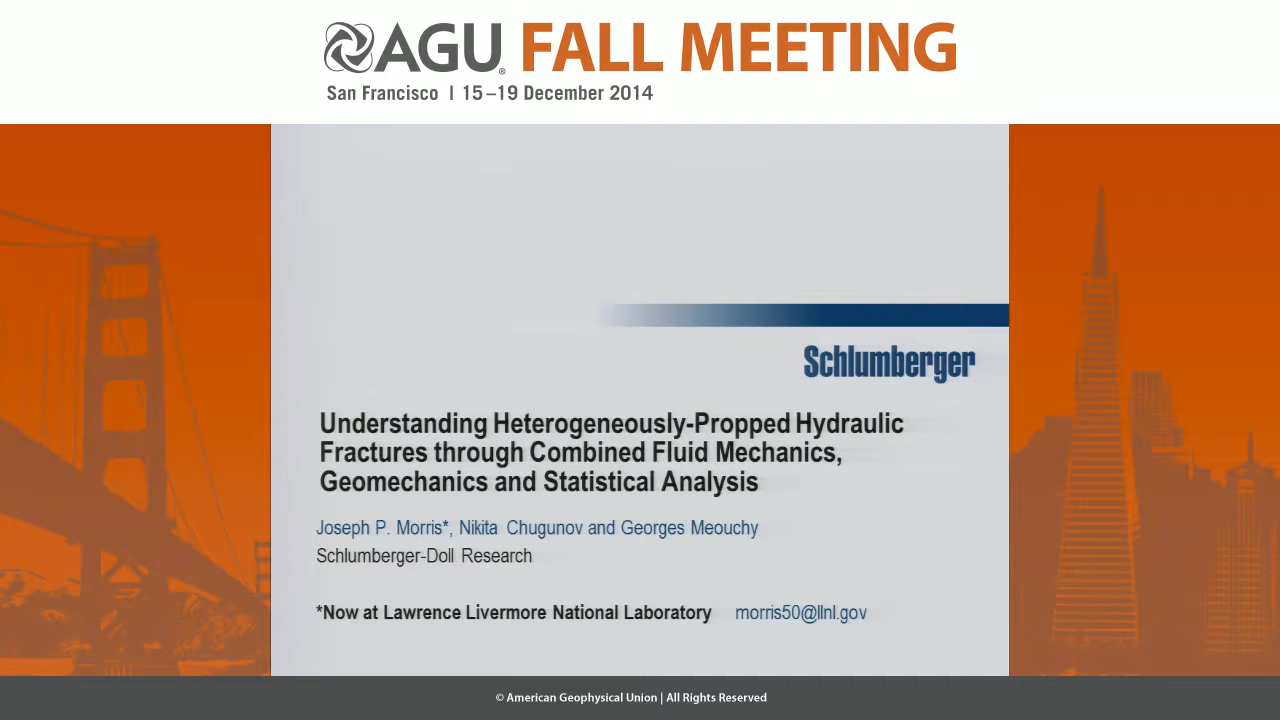 AGU® FALL MEETING
San Francisco | 15–19 December 2014
Schlumberger
Understanding Heterogeneously-Propped Hydraulic
Fractures through Combined Fluid Mechanics,
Geomechanics and Statistical Analysis
Joseph P. Morris*, Nikita Chugunov and Georges Meouchy
Schlumberger-Doll Research
*Now at Lawrence Livermore National Laboratory morris50@llnl.gov
© American Geophysical Union | All Rights Reserved